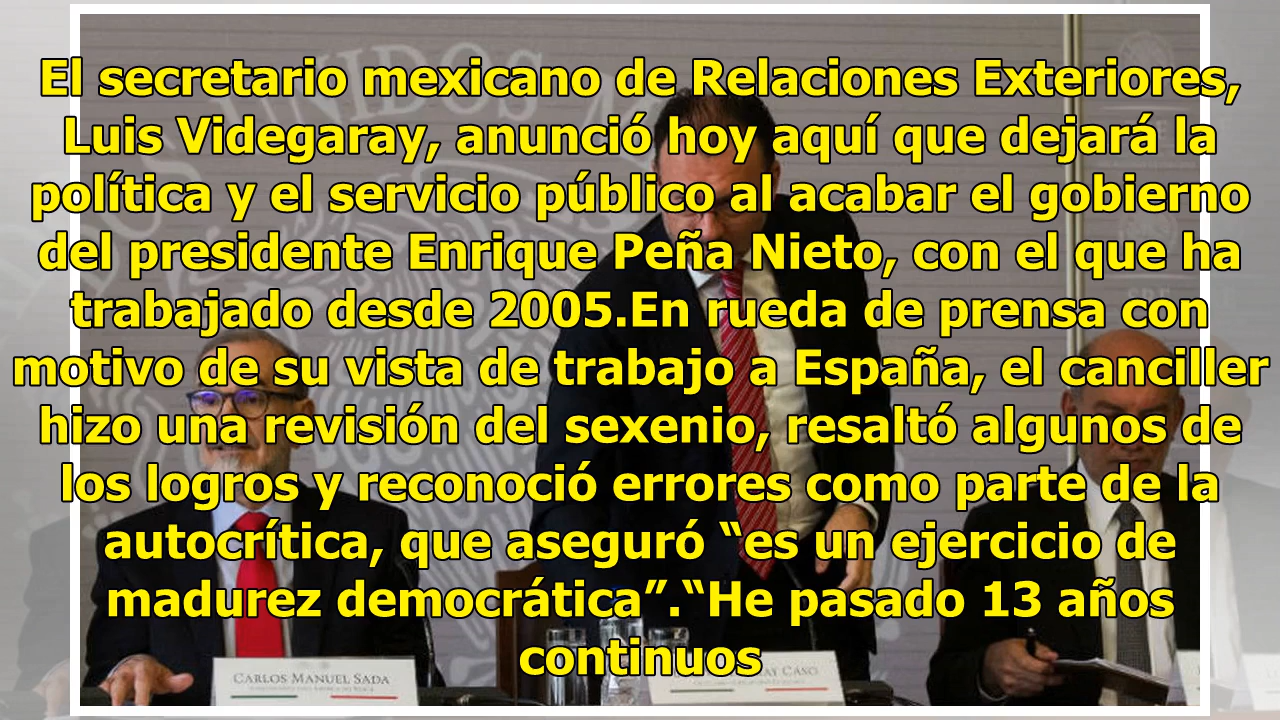 El secretario mexicano de Relaciones Exteriores,
Luis Videgaray, anunció hoy aquí que dejará la
política y el servicio público al acabar el gobierno
del presidente Enrique Peña Nieto, con el que ha
trabajado desde 2005.En rueda de prensa con
motivo de su vista de trabajo a España, el canciller
hizo una revisión del sexenio, resaltó algunos de
los logros y reconoció errores como parte de la
autocrítica, que aseguró “es un ejercicio de
madurez democrática”.“He pasado 13 años
continuos
CARLOS MANUEL SADA
AY CASO
UNIDOS